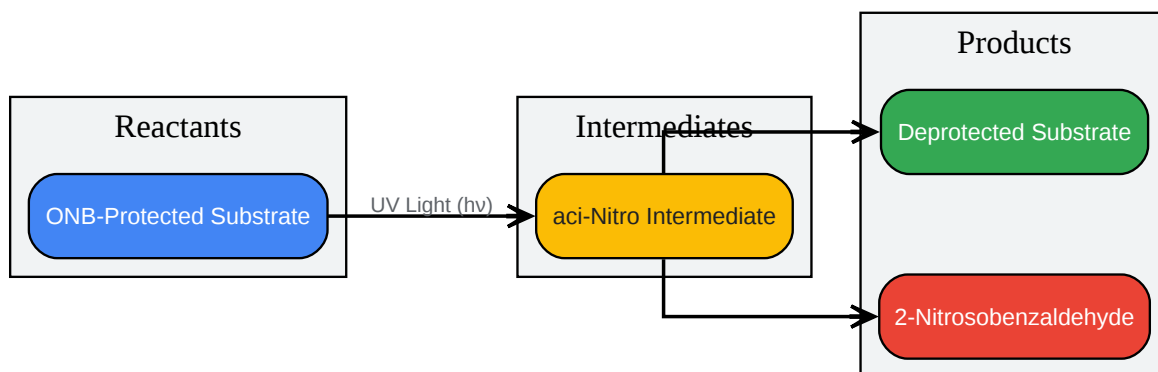 Reactants
ONB-Protected Substrate
UV Light (hν)
Intermediates
aci-Nitro Intermediate
Products
Deprotected Substrate
2-Nitrosobenzaldehyde